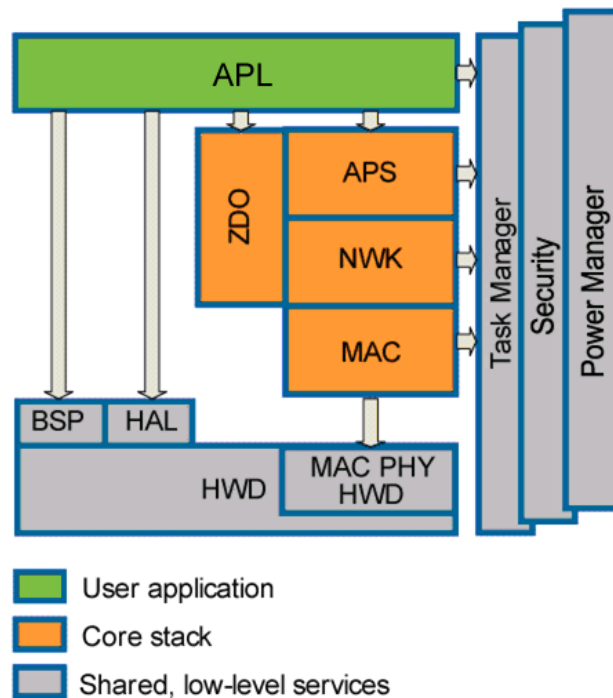 APL
ZDO
APS
NWK
MAC
Task Manager
Security
Power Manager
BSP
HAL
HWD
MAC PHY
HWD
User application
Core stack
Shared, low-level services